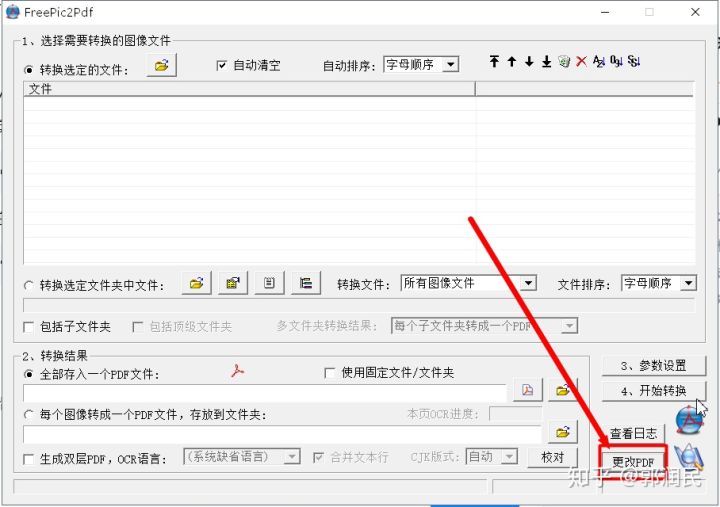 FreePic2Pdf
1、选择需要转换的图像文件
转换选定的文件: 自动清空 自动排序: 字母顺序
文件
转换选定文件夹中文件: 转换文件: 所有图像文件 文件排序: 字母顺序
包括子文件夹 包括顶级文件夹 多文件夹转换结果: 每个子文件夹转成一个PDF
2、转换结果
全部存入一个PDF文件: 使用固定文件/文件夹 3、参数设置
4、开始转换
每个图像转成一个PDF文件，存放到文件夹: 本页OCR进度:
查看日志
生成双层PDF，OCR语言: (系统缺省语言) 合并文本行 CJK版式: 自动 核对 更改PDF
知乎 @郭润民